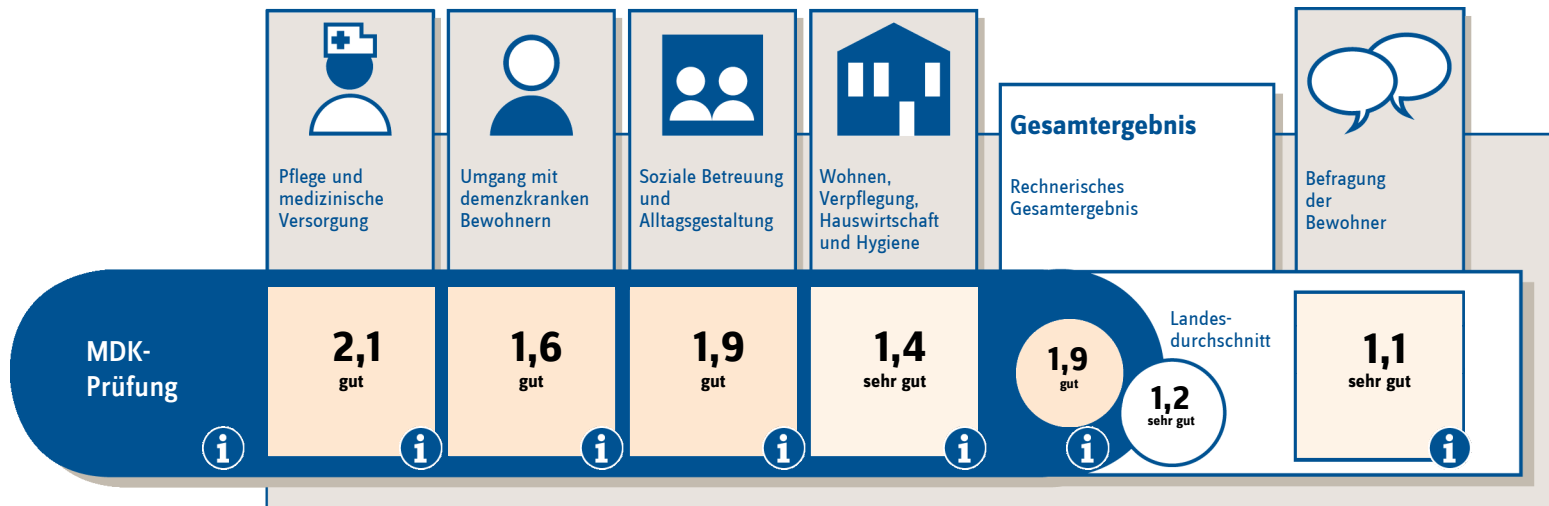 Pflege und
medizinische
Versorgung
Umgang mit
demenzkranken
Bewohnern
Soziale Betreuung
und
Alltagsgestaltung
Wohnen,
Verpflegung,
Hauswirtschaft
und Hygiene
Gesamtergebnis
Rechnerisches
Gesamtergebnis
Befragung
der
Bewohner
MDK-
Prüfung
i
2,1
gut
i
1,6
gut
i
1,9
gut
i
1,4
sehr gut
i
1,9
gut
i
Landes-
durchschnitt
1,2
sehr gut
1,1
sehr gut
i